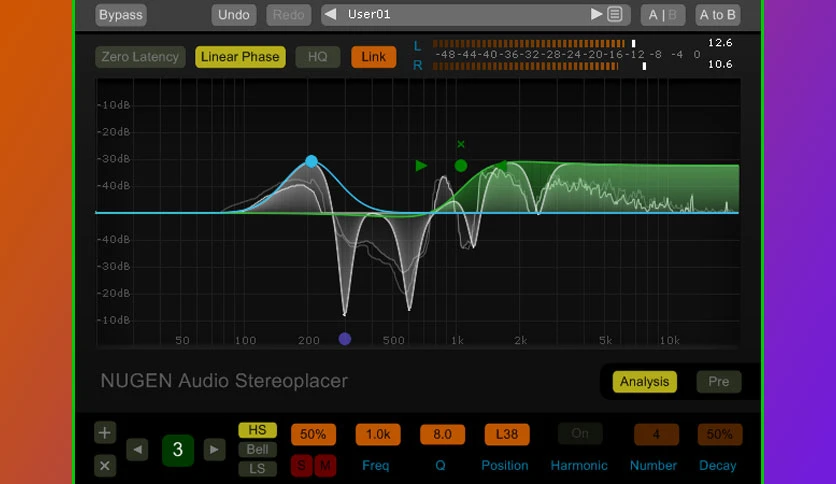 Bypass Undo Redo User01 A | B A to B
Zero Latency Linear Phase HQ Link
L 12.6
-48-44-40-36-32-28-24-20-16-12 -8 -4 0
R 10.6
-10dB
-20dB
-30dB
-40dB
-40dB
-30dB
-20dB
-10dB
50 100 200 500 1k 2k 5k 10k
NUGEN Audio Stereoplacer Analysis Pre
HS
3 Bell 50% 1.0k 8.0 L38 On 4 50%
LS S M Freq Q Position Harmonic Number Decay